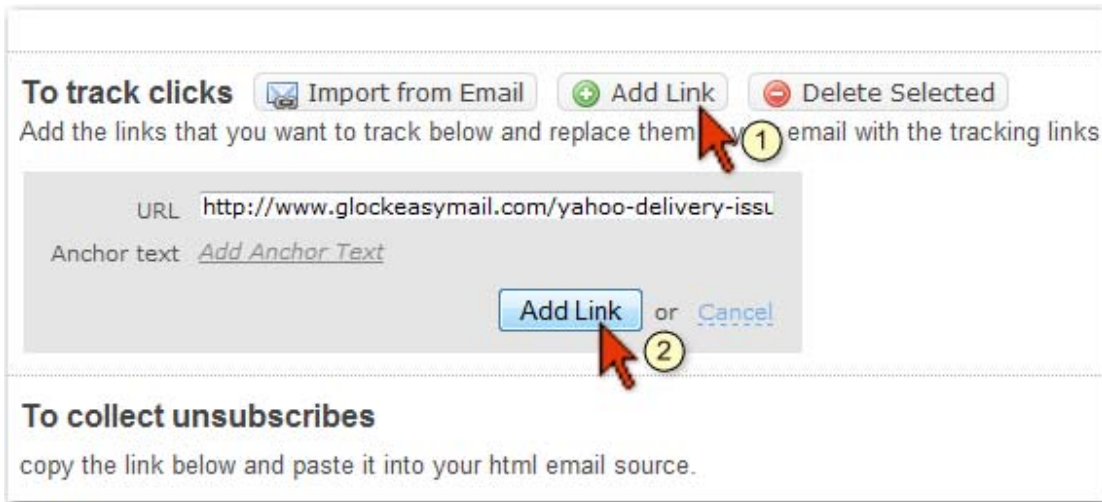 To track clicks Import from Email Add Link Delete Selected
Add the links that you want to track below and replace them email with the tracking links
1
URL http://www.glockeasymail.com/yahoo-delivery-issu
Anchor text Add Anchor Text
Add Link or Cancel
2
To collect unsubscribes
copy the link below and paste it into your html email source.